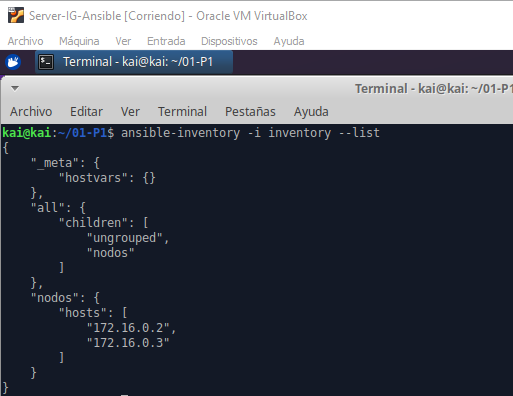 Server-IG-Ansible [Corriendo] - Oracle VM VirtualBox
Archivo Máquina Ver Entrada Dispositivos Ayuda
Terminal - kai@kai: ~/01-P1
Terminal - kai@kai: ~/01-P1
Archivo Editar Ver Terminal Pestañas Ayuda
kai@kai:~/01-P1$ ansible-inventory -i inventory --list
{
    "_meta": {
        "hostvars": {}
    },
    "all": {
        "children": [
            "ungrouped",
            "nodos"
        ]
    },
    "nodos": {
        "hosts": [
            "172.16.0.2",
            "172.16.0.3"
        ]
    }
}